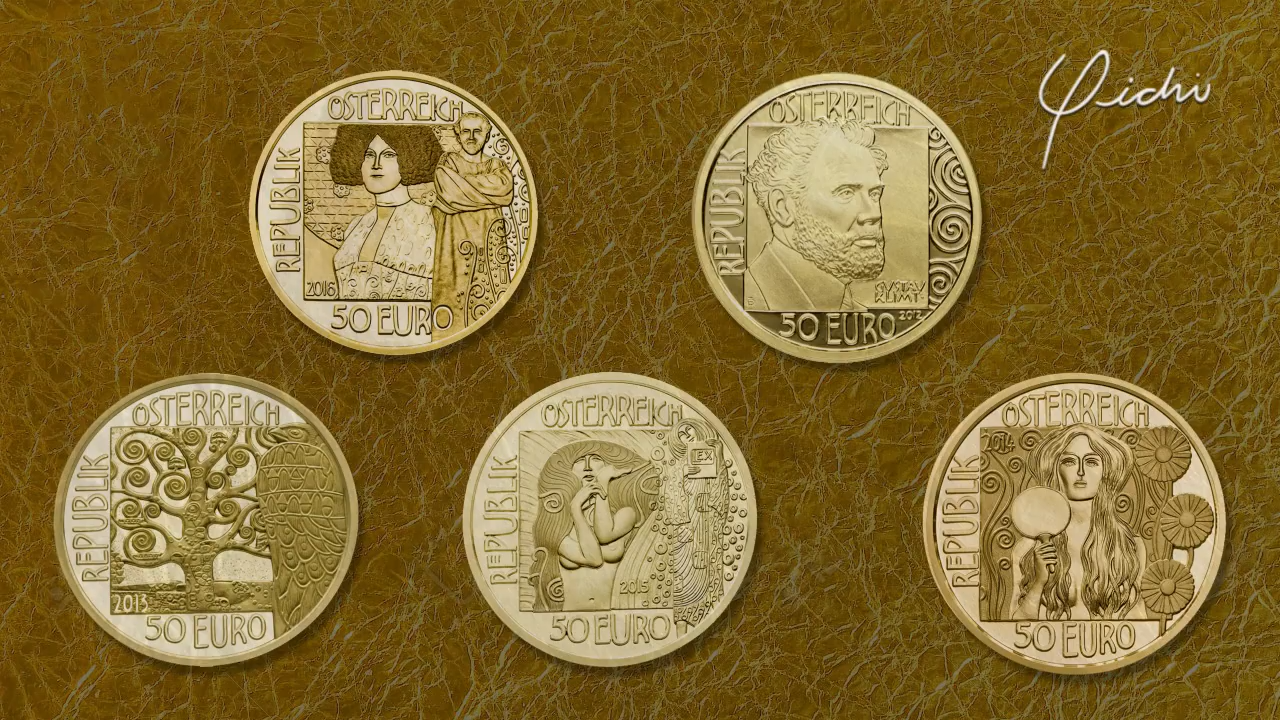 ÖSTERREICH
REPUBLIK
2016
50 EURO
ÖSTERREICH
REPUBLIK
GUSTAV
KLIMT
50 EURO 2012
ÖSTERREICH
REPUBLIK
2013
50 EURO
ÖSTERREICH
REPUBLIK
LEX
2015
50 EURO
ÖSTERREICH
REPUBLIK
2014
50 EURO